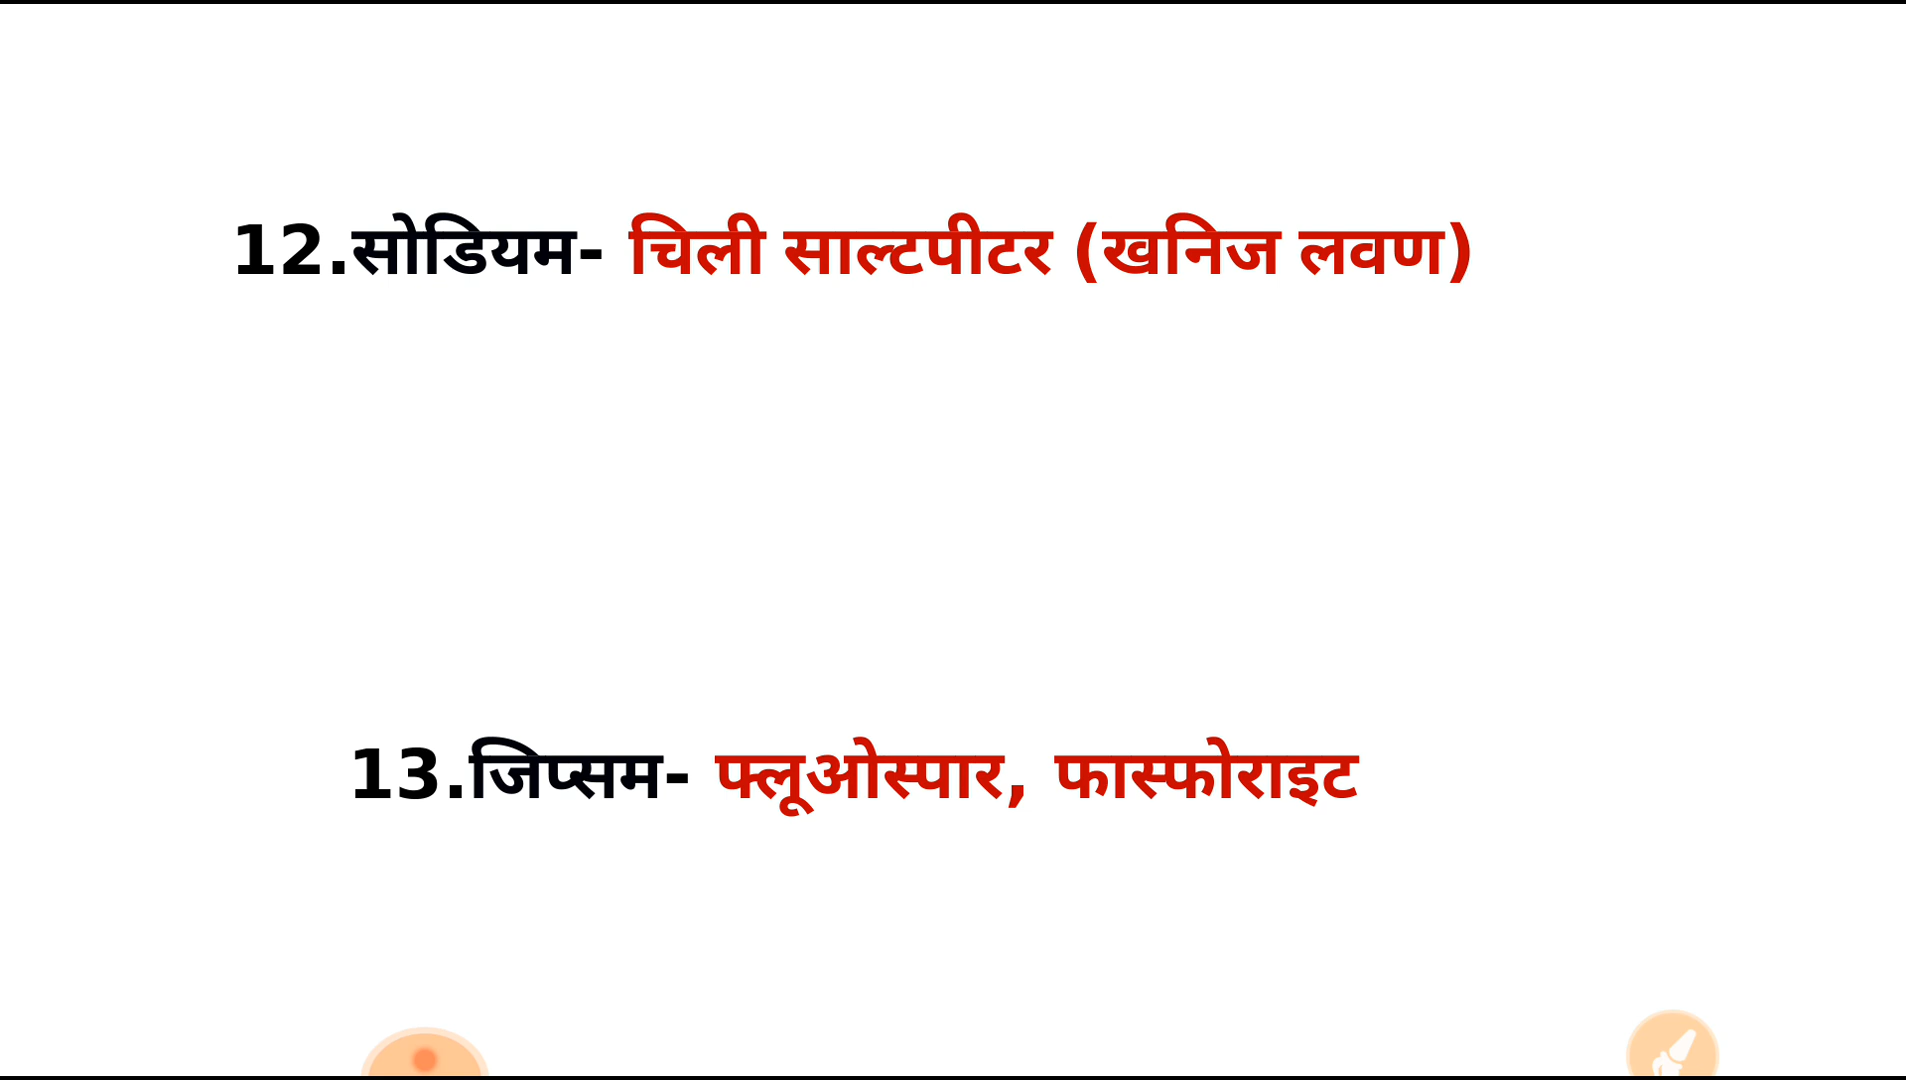 12.सोडियम- चिली साल्टपीटर (खनिज लवण)
13.जिप्सम- फ्लूओस्पार, फास्फोराइट